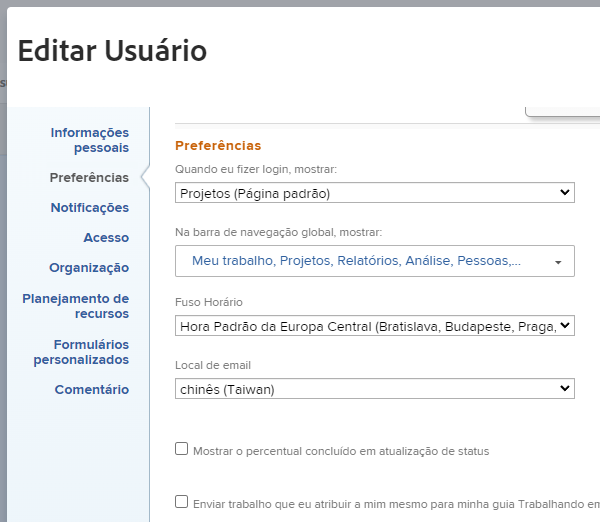 Editar Usuário
Informações
pessoais
Preferências
Notificações
Acesso
Organização
Planejamento de
recursos
Formulários
personalizados
Comentário
Preferências
Quando eu fizer login, mostrar:
Projetos (Página padrão)
Na barra de navegação global, mostrar:
Meu trabalho, Projetos, Relatórios, Análise, Pessoas,...
Fuso Horário
Hora Padrão da Europa Central (Bratislava, Budapeste, Praga,
Local de email
chinês (Taiwan)
Mostrar o percentual concluído em atualização de status
Enviar trabalho que eu atribuir a mim mesmo para minha guia Trabalhando em